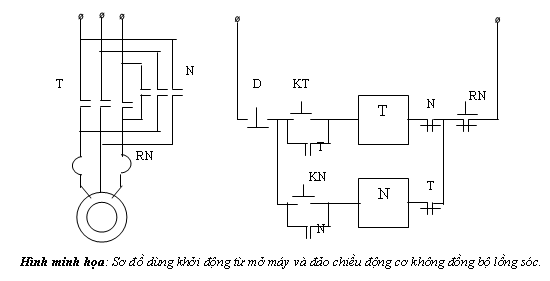 T
N
RN
D
KT
T
T
N
RN
KN
N
N
T
Hình minh họa: Sơ đồ dùng khởi động từ mở máy và đảo chiều động cơ không đồng bộ lồng sóc.